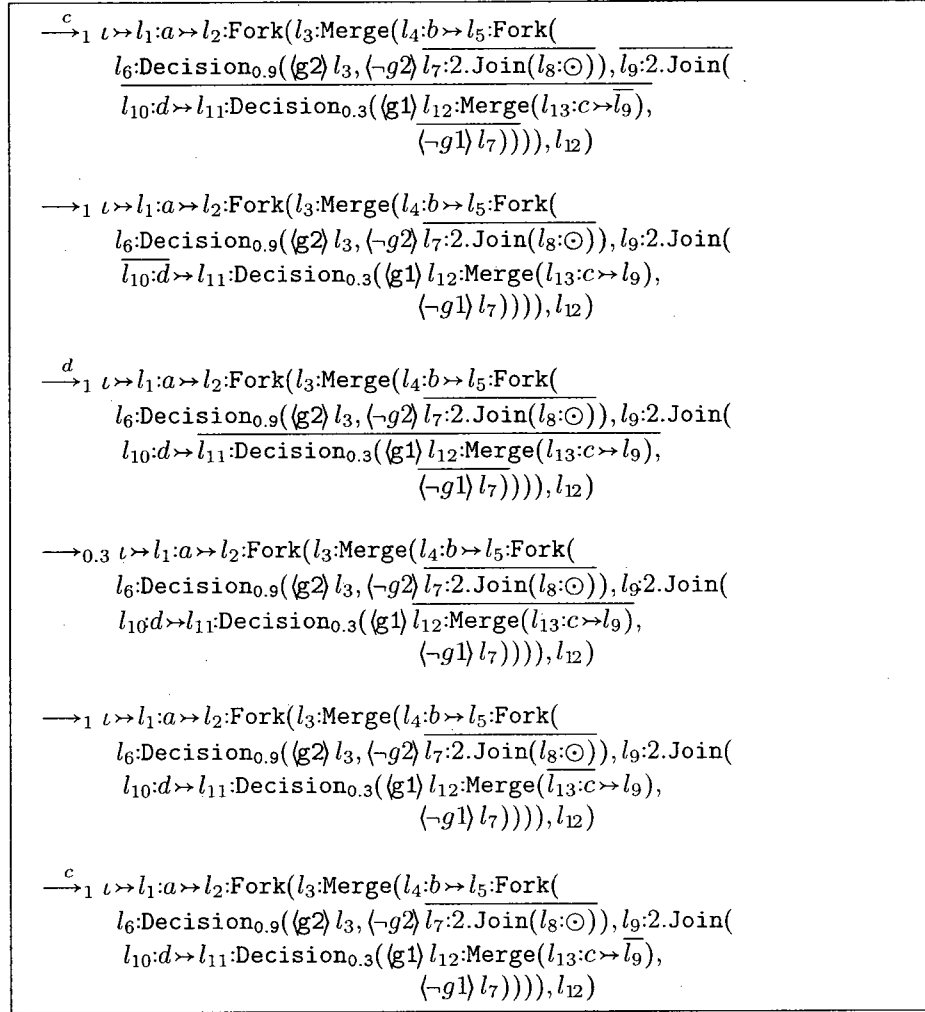 —c→₁ ι↣l₁:a↣l₂:Fork(l₃:Merge(l₄:b↣l₅:Fork(
l₆:Decision₀.₉(⟨g2⟩ l₃,⟨¬g2⟩ l₇:2.Join(l₈:⊙)),l₉:2.Join(
l₁₀:d↣l₁₁:Decision₀.₃(⟨g1⟩ l₁₂:Merge(l₁₃:c↣l₉),
⟨¬g1⟩ l₇)))),l₁₂)
—→₁ ι↣l₁:a↣l₂:Fork(l₃:Merge(l₄:b↣l₅:Fork(
l₆:Decision₀.₉(⟨g2⟩ l₃,⟨¬g2⟩ l₇:2.Join(l₈:⊙)),l₉:2.Join(
l₁₀:d↣l₁₁:Decision₀.₃(⟨g1⟩ l₁₂:Merge(l₁₃:c↣l₉),
⟨¬g1⟩ l₇)))),l₁₂)
—d→₁ ι↣l₁:a↣l₂:Fork(l₃:Merge(l₄:b↣l₅:Fork(
l₆:Decision₀.₉(⟨g2⟩ l₃,⟨¬g2⟩ l₇:2.Join(l₈:⊙)),l₉:2.Join(
l₁₀:d↣l₁₁:Decision₀.₃(⟨g1⟩ l₁₂:Merge(l₁₃:c↣l₉),
⟨¬g1⟩ l₇)))),l₁₂)
—→₀.₃ ι↣l₁:a↣l₂:Fork(l₃:Merge(l₄:b↣l₅:Fork(
l₆:Decision₀.₉(⟨g2⟩ l₃,⟨¬g2⟩ l₇:2.Join(l₈:⊙)),l₉:2.Join(
l₁₀:d↣l₁₁:Decision₀.₃(⟨g1⟩ l₁₂:Merge(l₁₃:c↣l₉),
⟨¬g1⟩ l₇)))),l₁₂)
—→₁ ι↣l₁:a↣l₂:Fork(l₃:Merge(l₄:b↣l₅:Fork(
l₆:Decision₀.₉(⟨g2⟩ l₃,⟨¬g2⟩ l₇:2.Join(l₈:⊙)),l₉:2.Join(
l₁₀:d↣l₁₁:Decision₀.₃(⟨g1⟩ l₁₂:Merge(l₁₃:c↣l₉),
⟨¬g1⟩ l₇)))),l₁₂)
—c→₁ ι↣l₁:a↣l₂:Fork(l₃:Merge(l₄:b↣l₅:Fork(
l₆:Decision₀.₉(⟨g2⟩ l₃,⟨¬g2⟩ l₇:2.Join(l₈:⊙)),l₉:2.Join(
l₁₀:d↣l₁₁:Decision₀.₃(⟨g1⟩ l₁₂:Merge(l₁₃:c↣l̅₉),
⟨¬g1⟩ l₇)))),l₁₂)